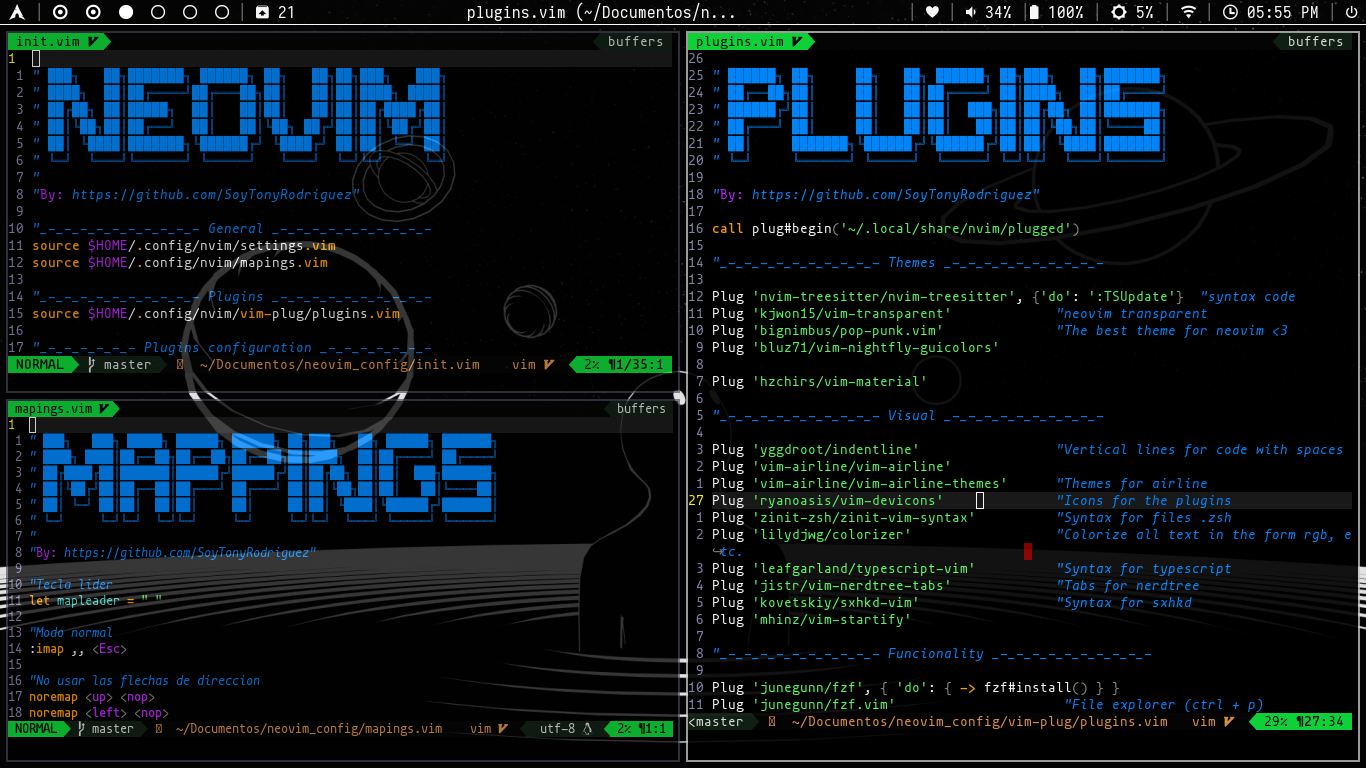 21 plugins.vim (~/Documentos/n... 34% 100% 5% 05:55 PM
init.vim buffers
1
1 "
2 "
3 " NEOVIM
4 "
5 "
6 "
7 "
8 "By: https://github.com/SoyTonyRodriguez"
9
10 "_-_-_-_-_-_-_-_-_-_- General _-_-_-_-_-_-_-_-_-_-
11 source $HOME/.config/nvim/settings.vim
12 source $HOME/.config/nvim/mapings.vim
13
14 "_-_-_-_-_-_-_-_-_-_- Plugins _-_-_-_-_-_-_-_-_-_-
15 source $HOME/.config/nvim/vim-plug/plugins.vim
16
17 "_-_-_-_-_-_- Plugins configuration _-_-_-_-_-_-_-
NORMAL master ~/Documentos/neovim_config/init.vim vim 2% ¶1/35:1
mapings.vim buffers
1
1 "
2 "
3 " MAPPINGS
4 "
5 "
6 "
7 "
8 "By: https://github.com/SoyTonyRodriguez"
9
10 "Tecla lider
11 let mapleader = " "
12
13 "Modo normal
14 :imap ,, <Esc>
15
16 "No usar las flechas de direccion
17 noremap <up> <nop>
18 noremap <left> <nop>
NORMAL master ~/Documentos/neovim_config/mapings.vim vim utf-8 2% ¶1:1
plugins.vim buffers
26
25 "
24 "
23 " PLUGINS
22 "
21 "
20 "
19 "
18 "By: https://github.com/SoyTonyRodriguez"
17
16 call plug#begin('~/.local/share/nvim/plugged')
15
14 "_-_-_-_-_-_-_-_-_-_- Themes _-_-_-_-_-_-_-_-_-_-
13
12 Plug 'nvim-treesitter/nvim-treesitter', {'do': ':TSUpdate'} "syntax code
11 Plug 'kjwon15/vim-transparent' "neovim transparent
10 Plug 'bignimbus/pop-punk.vim' "The best theme for neovim <3
9 Plug 'bluz71/vim-nightfly-guicolors'
8
7 Plug 'hzchirs/vim-material'
6
5 "_-_-_-_-_-_-_-_-_-_- Visual _-_-_-_-_-_-_-_-_-_-
4
3 Plug 'yggdroot/indentline' "Vertical lines for code with spaces
2 Plug 'vim-airline/vim-airline'
1 Plug 'vim-airline/vim-airline-themes' "Themes for airline
27 Plug 'ryanoasis/vim-devicons' "Icons for the plugins
1 Plug 'zinit-zsh/zinit-vim-syntax' "Syntax for files .zsh
2 Plug 'lilydjwg/colorizer' "Colorize all text in the form rgb, e
↪tc.
3 Plug 'leafgarland/typescript-vim' "Syntax for typescript
4 Plug 'jistr/vim-nerdtree-tabs' "Tabs for nerdtree
5 Plug 'kovetskiy/sxhkd-vim' "Syntax for sxhkd
6 Plug 'mhinz/vim-startify'
7
8 "_-_-_-_-_-_-_-_-_-_- Funcionality _-_-_-_-_-_-_-_-_-_-
9
10 Plug 'junegunn/fzf', { 'do': { -> fzf#install() } }
11 Plug 'junegunn/fzf.vim' "File explorer (ctrl + p)
<master ~/Documentos/neovim_config/vim-plug/plugins.vim vim 29% ¶27:34